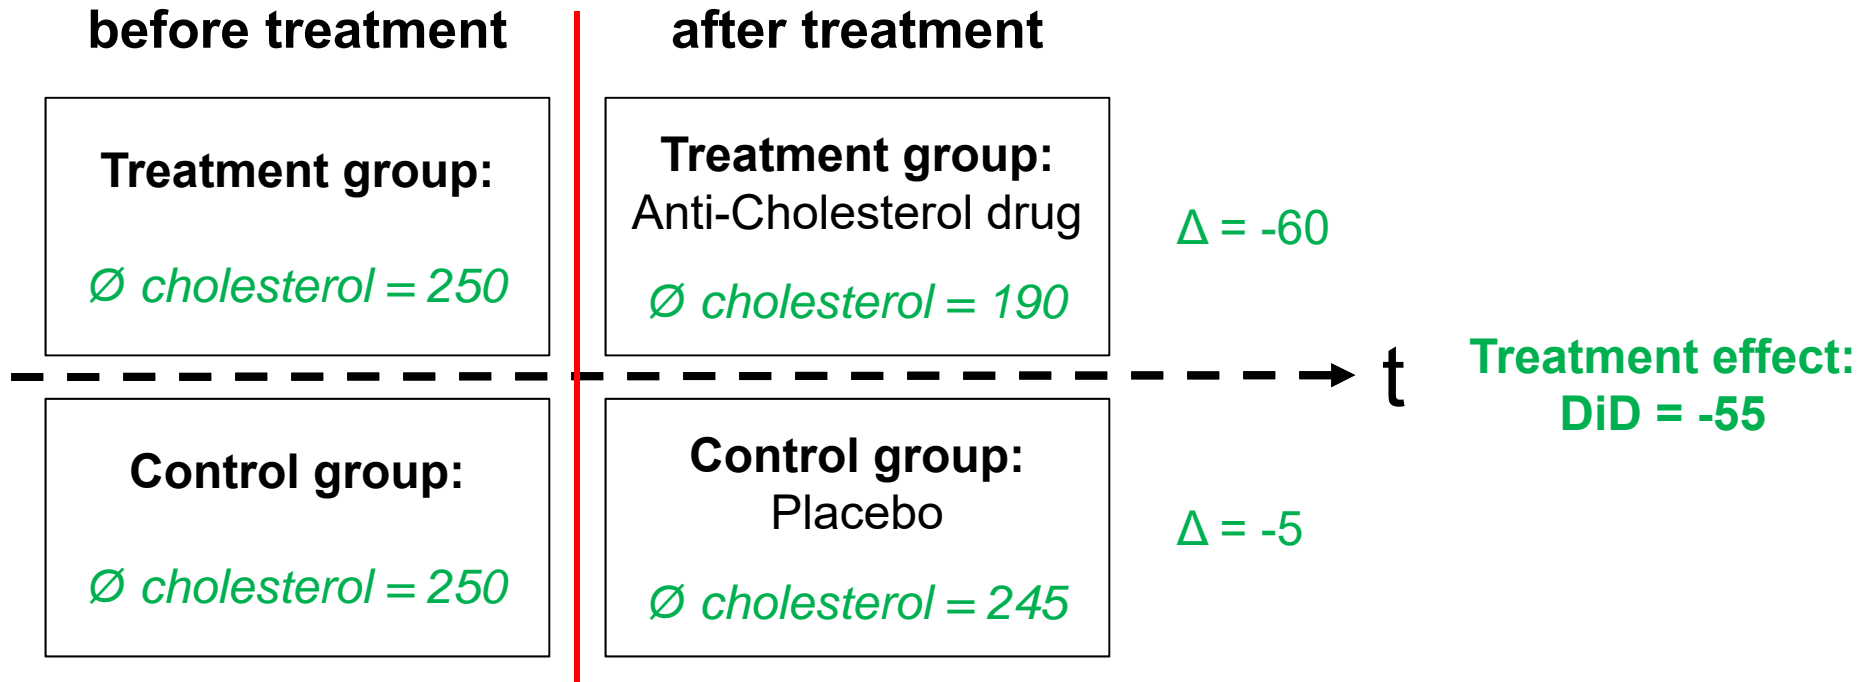 before treatment
after treatment
Treatment group:
Ø cholesterol = 250
Treatment group:
Anti-Cholesterol drug
Ø cholesterol = 190
Δ = -60
t
Treatment effect:
DiD = -55
Control group:
Ø cholesterol = 250
Control group:
Placebo
Ø cholesterol = 245
Δ = -5